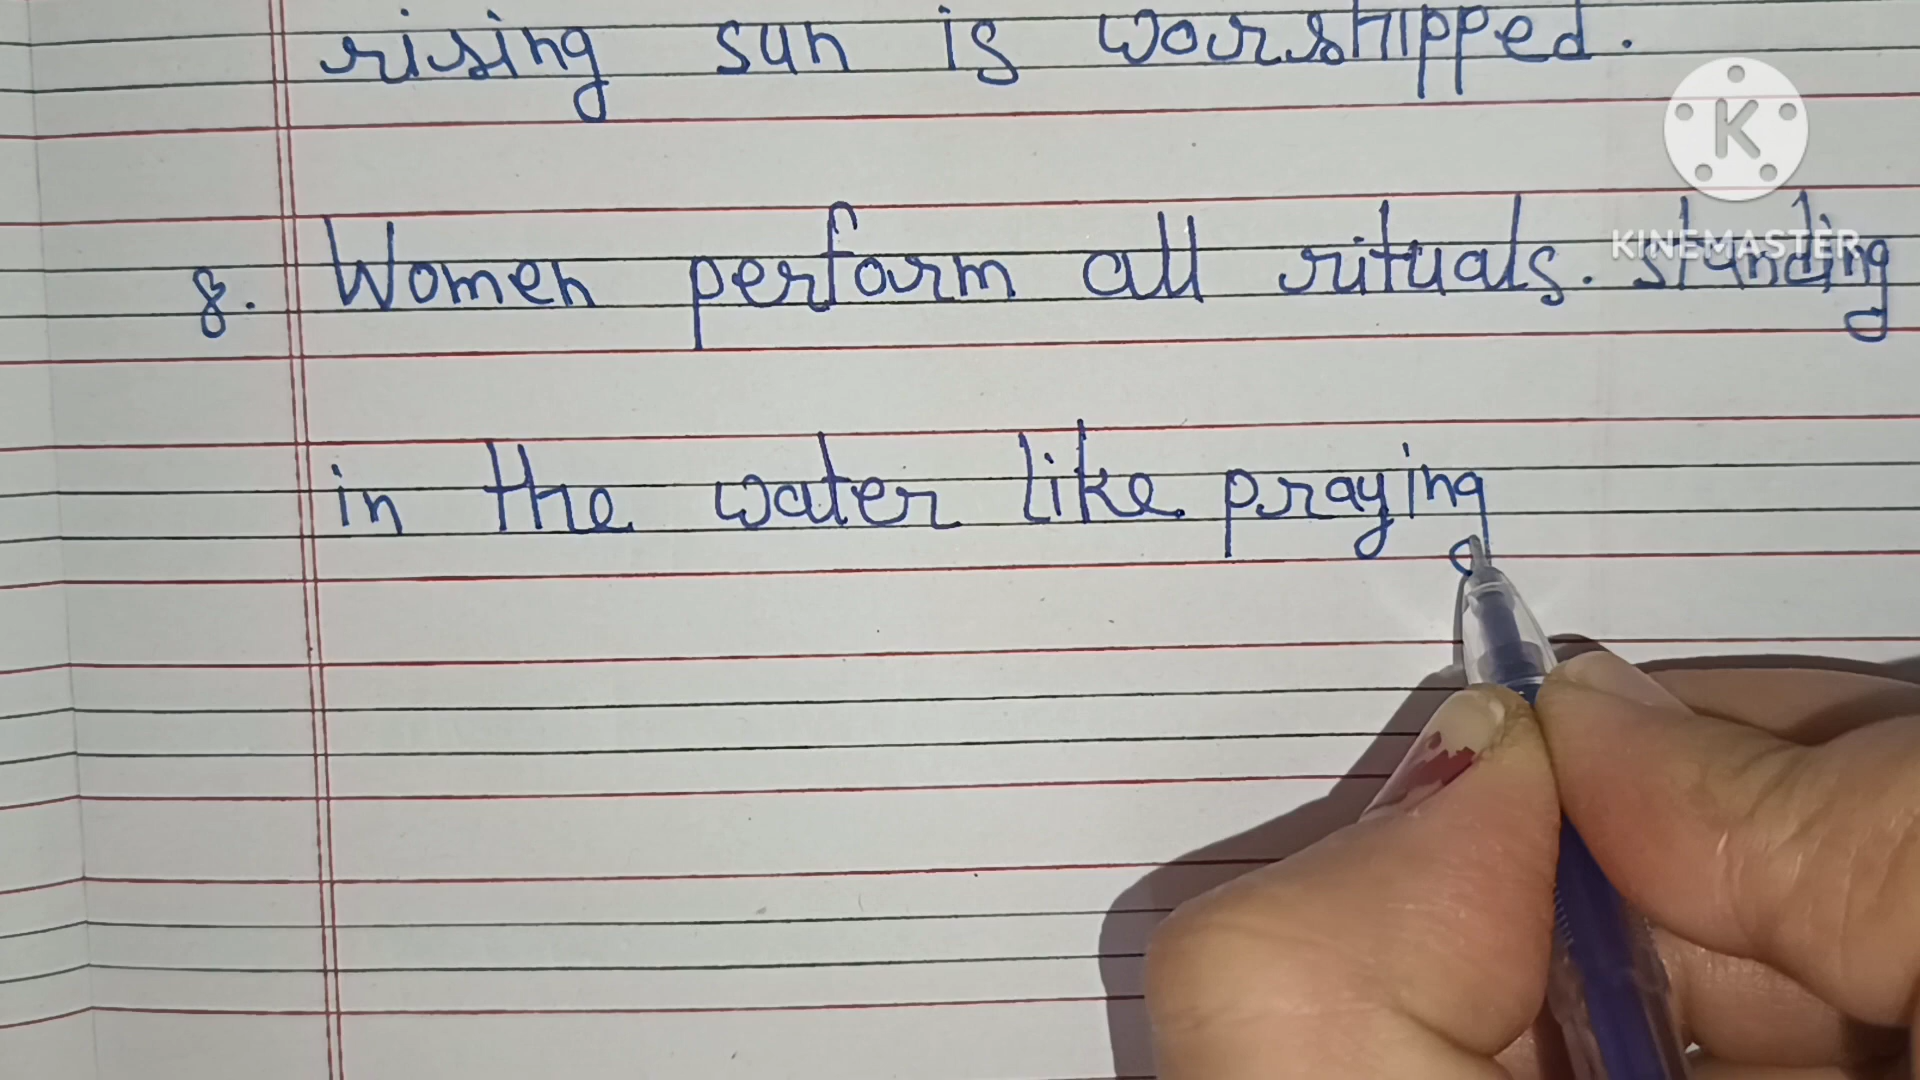 rising sun is worshipped.
K
KINEMASTER
8. Women perform all rituals. standing
in the water like praying